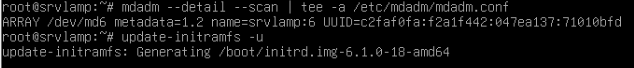 root@srvlamp:~# mdadm --detail --scan | tee -a /etc/mdadm/mdadm.conf
ARRAY /dev/md6 metadata=1.2 name=srvlamp:6 UUID=c2faf0fa:f2a1f442:047ea137:71010bfd
root@srvlamp:~# update-initramfs -u
update-initramfs: Generating /boot/initrd.img-6.1.0-18-amd64